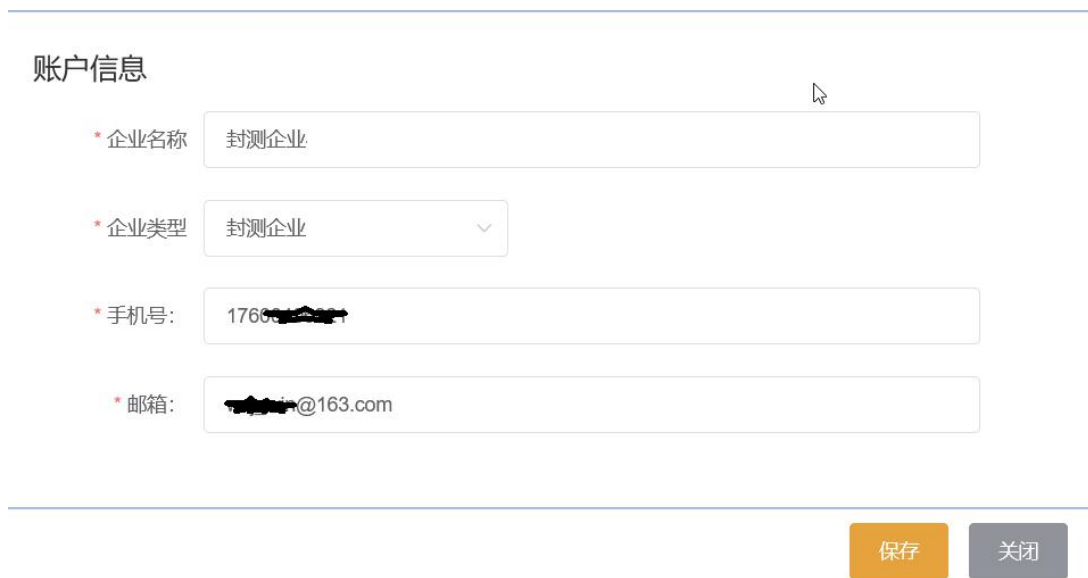 账户信息
* 企业名称 封测企业
* 企业类型 封测企业
* 手机号： 1760
* 邮箱： @163.com
保存 关闭